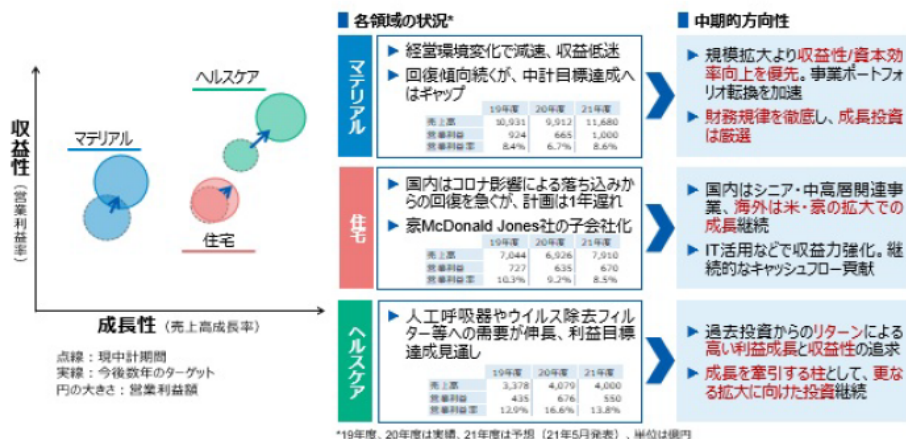 収益性
（営業利益率）
マテリアル
ヘルスケア
住宅
成長性（売上高成長率）
点線：現中計期間
実線：今後数年のターゲット
円の大きさ：営業利益額
各領域の状況*
マテリアル
経営環境変化で減速、収益低迷
回復傾向続くが、中計目標達成へ
はギャップ
19年度 20年度 21年度
売上高 10,931 9,912 11,680
営業利益 924 665 1,000
営業利益率 8.4% 6.7% 8.6%
住宅
国内はコロナ影響による落ち込みか
らの回復を急ぐが、計画は1年遅れ
豪McDonald Jones社の子会社化
19年度 20年度 21年度
売上高 7,044 6,926 7,910
営業利益 727 635 670
営業利益率 10.3% 9.2% 8.5%
ヘルスケア
人工呼吸器やウイルス除去フィル
ター等への需要が伸長、利益目標
達成見通し
19年度 20年度 21年度
売上高 3,378 4,079 4,000
営業利益 435 676 550
営業利益率 12.9% 16.6% 13.8%
*19年度、20年度は実績、21年度は予想（21年5月発表）、単位は億円
中期的方向性
規模拡大より収益性/資本効
率向上を優先。事業ポートフォ
リオ転換を加速
財務規律を徹底し、成長投資
は厳選
国内はシニア・中高層関連事
業、海外は米・豪の拡大での
成長継続
IT活用などで収益力強化。継
続的なキャッシュフロー貢献
過去投資からのリターンによる
高い利益成長と収益性の追求
成長を牽引する柱として、更な
る拡大に向けた投資継続